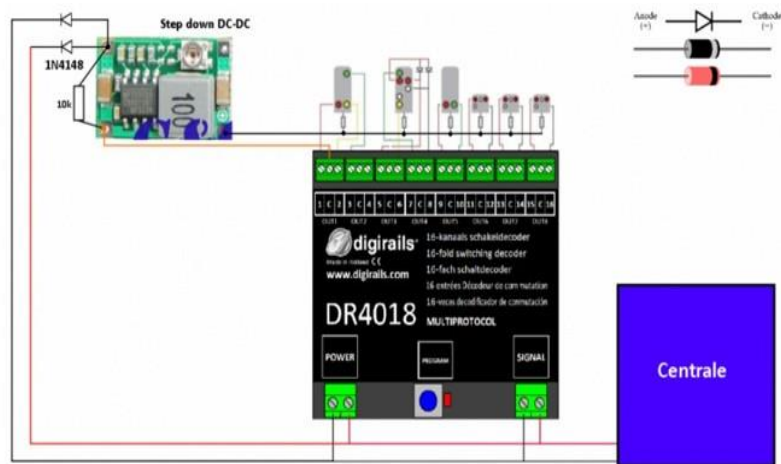 Step down DC-DC
1N4148
10k
100
Anode
(+)
Cathode
(-)
1 C 2 3 C 4 5 C 6 7 C 8 9 C 10 11 C 12 13 C 14 15 C 16
OUT1 OUT2 OUT3 OUT4 OUT5 OUT6 OUT7 OUT8
digirails
Made in Holland CE
www.digirails.com
16-kanaals schakeldecoder
16-fold switching decoder
16-fach schaltdecoder
16 entrées Décodeur de commutation
16-voces decodificador de conmutación
DR4018
MULTIPROTOCOL
POWER
PROGRAM
SIGNAL
Centrale